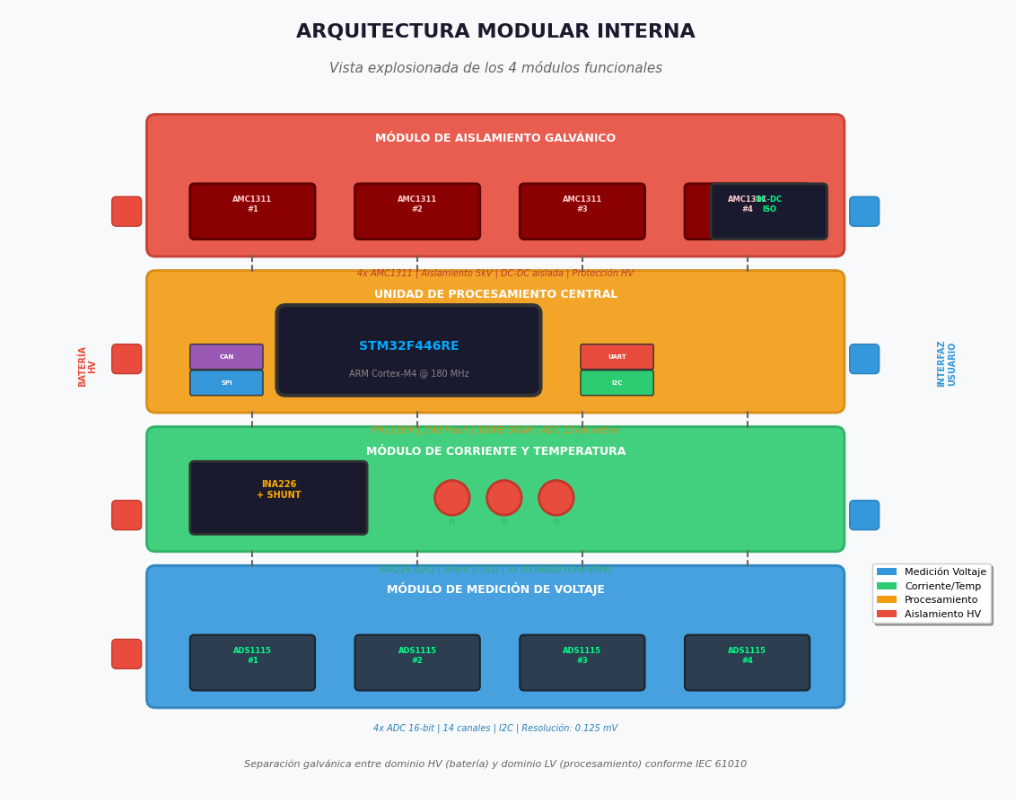 ARQUITECTURA MODULAR INTERNA
Vista explosionada de los 4 módulos funcionales
MÓDULO DE AISLAMIENTO GALVÁNICO
AMC1311
#1
AMC1311
#2
AMC1311
#3
#4
DC-DC
ISO
4x AMC1311 | Aislamiento 5kV | DC-DC aislada | Protección HV
UNIDAD DE PROCESAMIENTO CENTRAL
STM32F446RE
ARM Cortex-M4 @ 180 MHz
CAN
SPI
UART
I2C
BATERÍA
HV
INTERFAZ
USUARIO
MÓDULO DE CORRIENTE Y TEMPERATURA
INA226
+ SHUNT
T1
T2
T3
MÓDULO DE MEDICIÓN DE VOLTAJE
ADS1115
#1
ADS1115
#2
ADS1115
#3
ADS1115
#4
4x ADC 16-bit | 14 canales | I2C | Resolución: 0.125 mV
Medición Voltaje
Corriente/Temp
Procesamiento
Aislamiento HV
Separación galvánica entre dominio HV (batería) y dominio LV (procesamiento) conforme IEC 61010